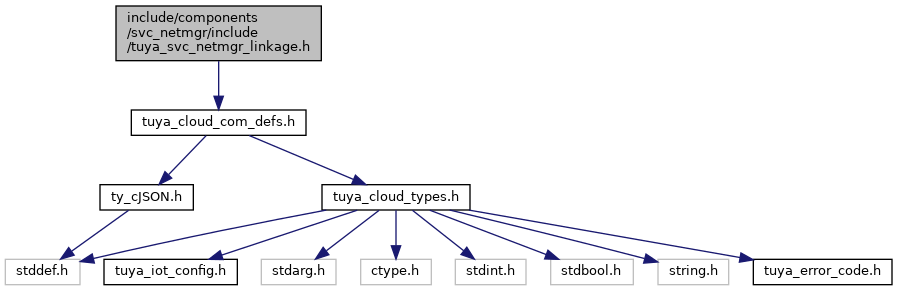 include/components
/svc_netmgr/include
/tuya_svc_netmgr_linkage.h
tuya_cloud_com_defs.h
ty_cJSON.h
tuya_cloud_types.h
stddef.h
tuya_iot_config.h
stdarg.h
ctype.h
stdint.h
stdbool.h
string.h
tuya_error_code.h